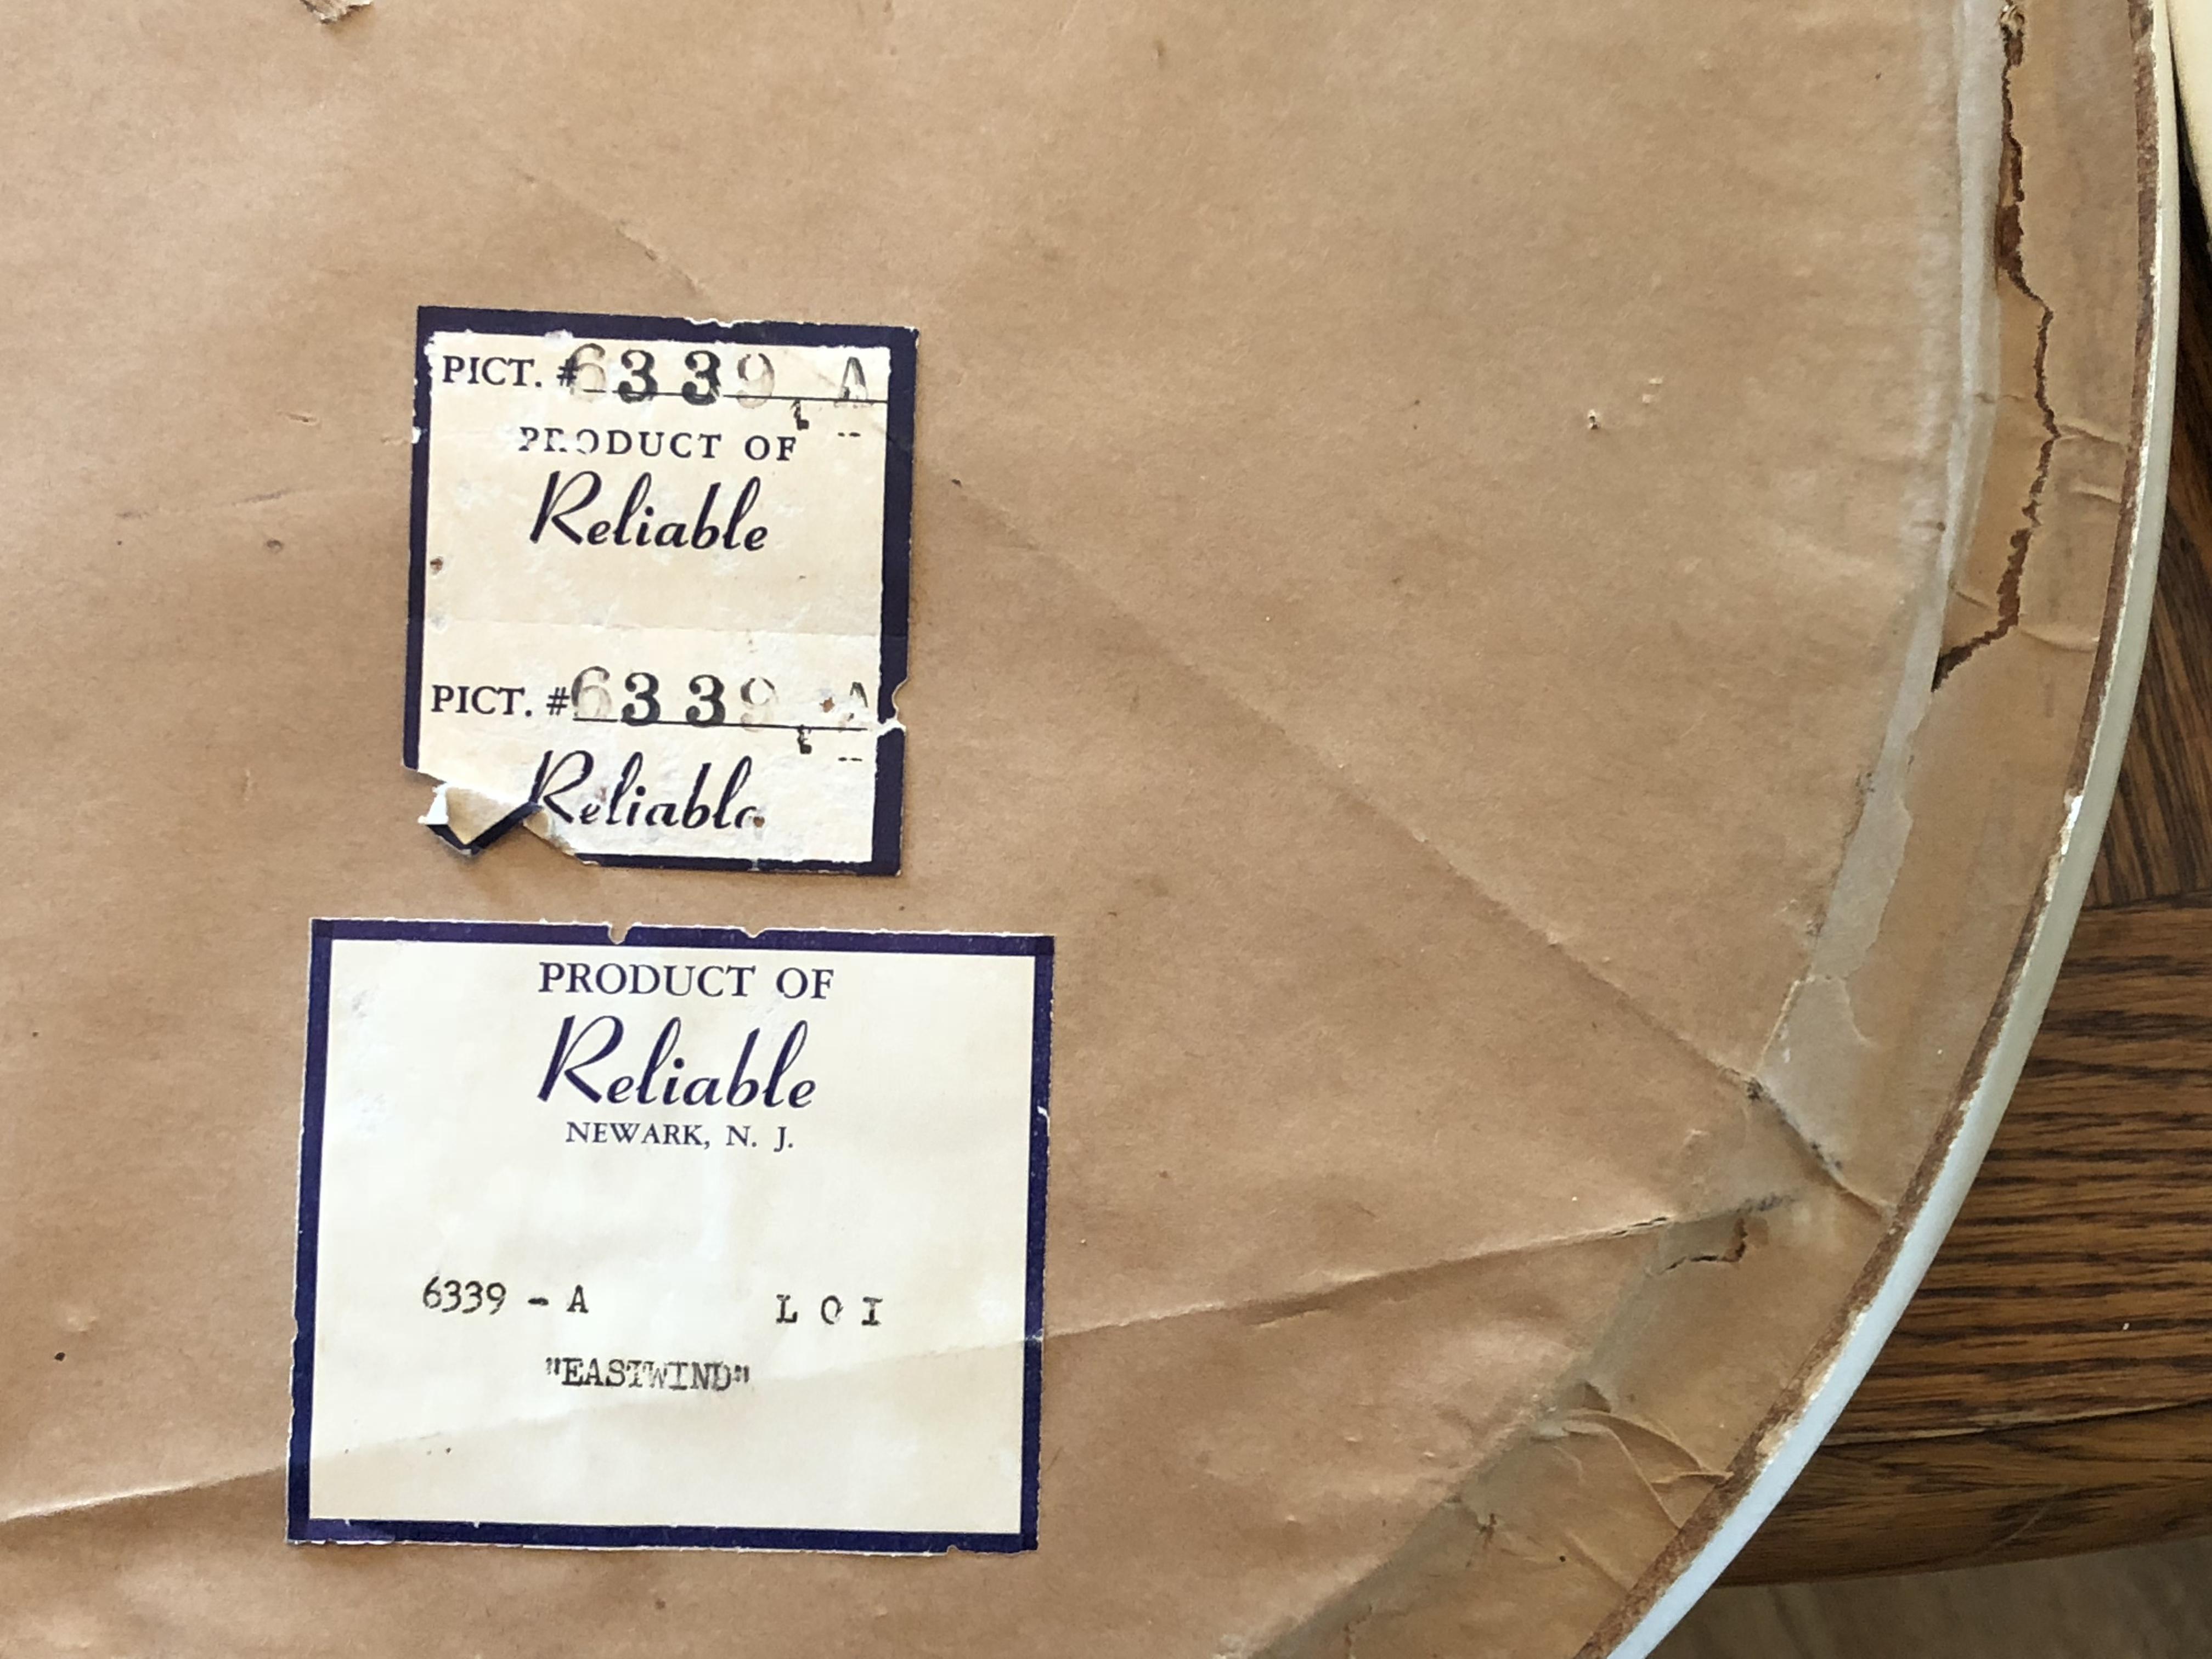 PICT. #6339 A
PRODUCT OF
Reliable
PICT. #6339 A
Reliable
PRODUCT OF
Reliable
NEWARK, N. J.
6339 - A L O I
"EASTWIND"